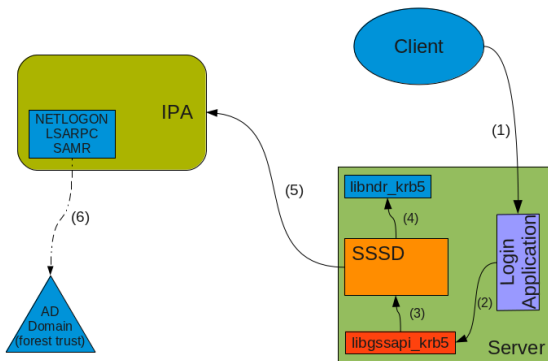 Client
IPA
NETLOGON
LSARPC
SAMR
(1)
libndr_krb5
(5)
(4)
(6)
SSSD
Login
Application
(2)
(3)
AD
Domain
(forest trust)
libgssapi_krb5
Server